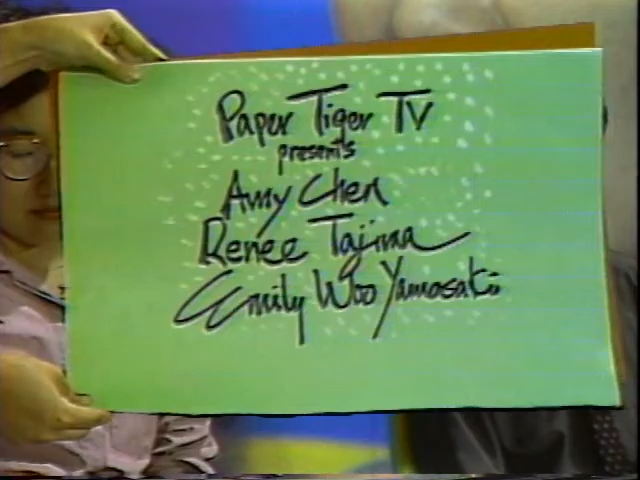 Paper Tiger TV
presents
Amy Chen
Renee Tajima
Emily Woo Yamasaki